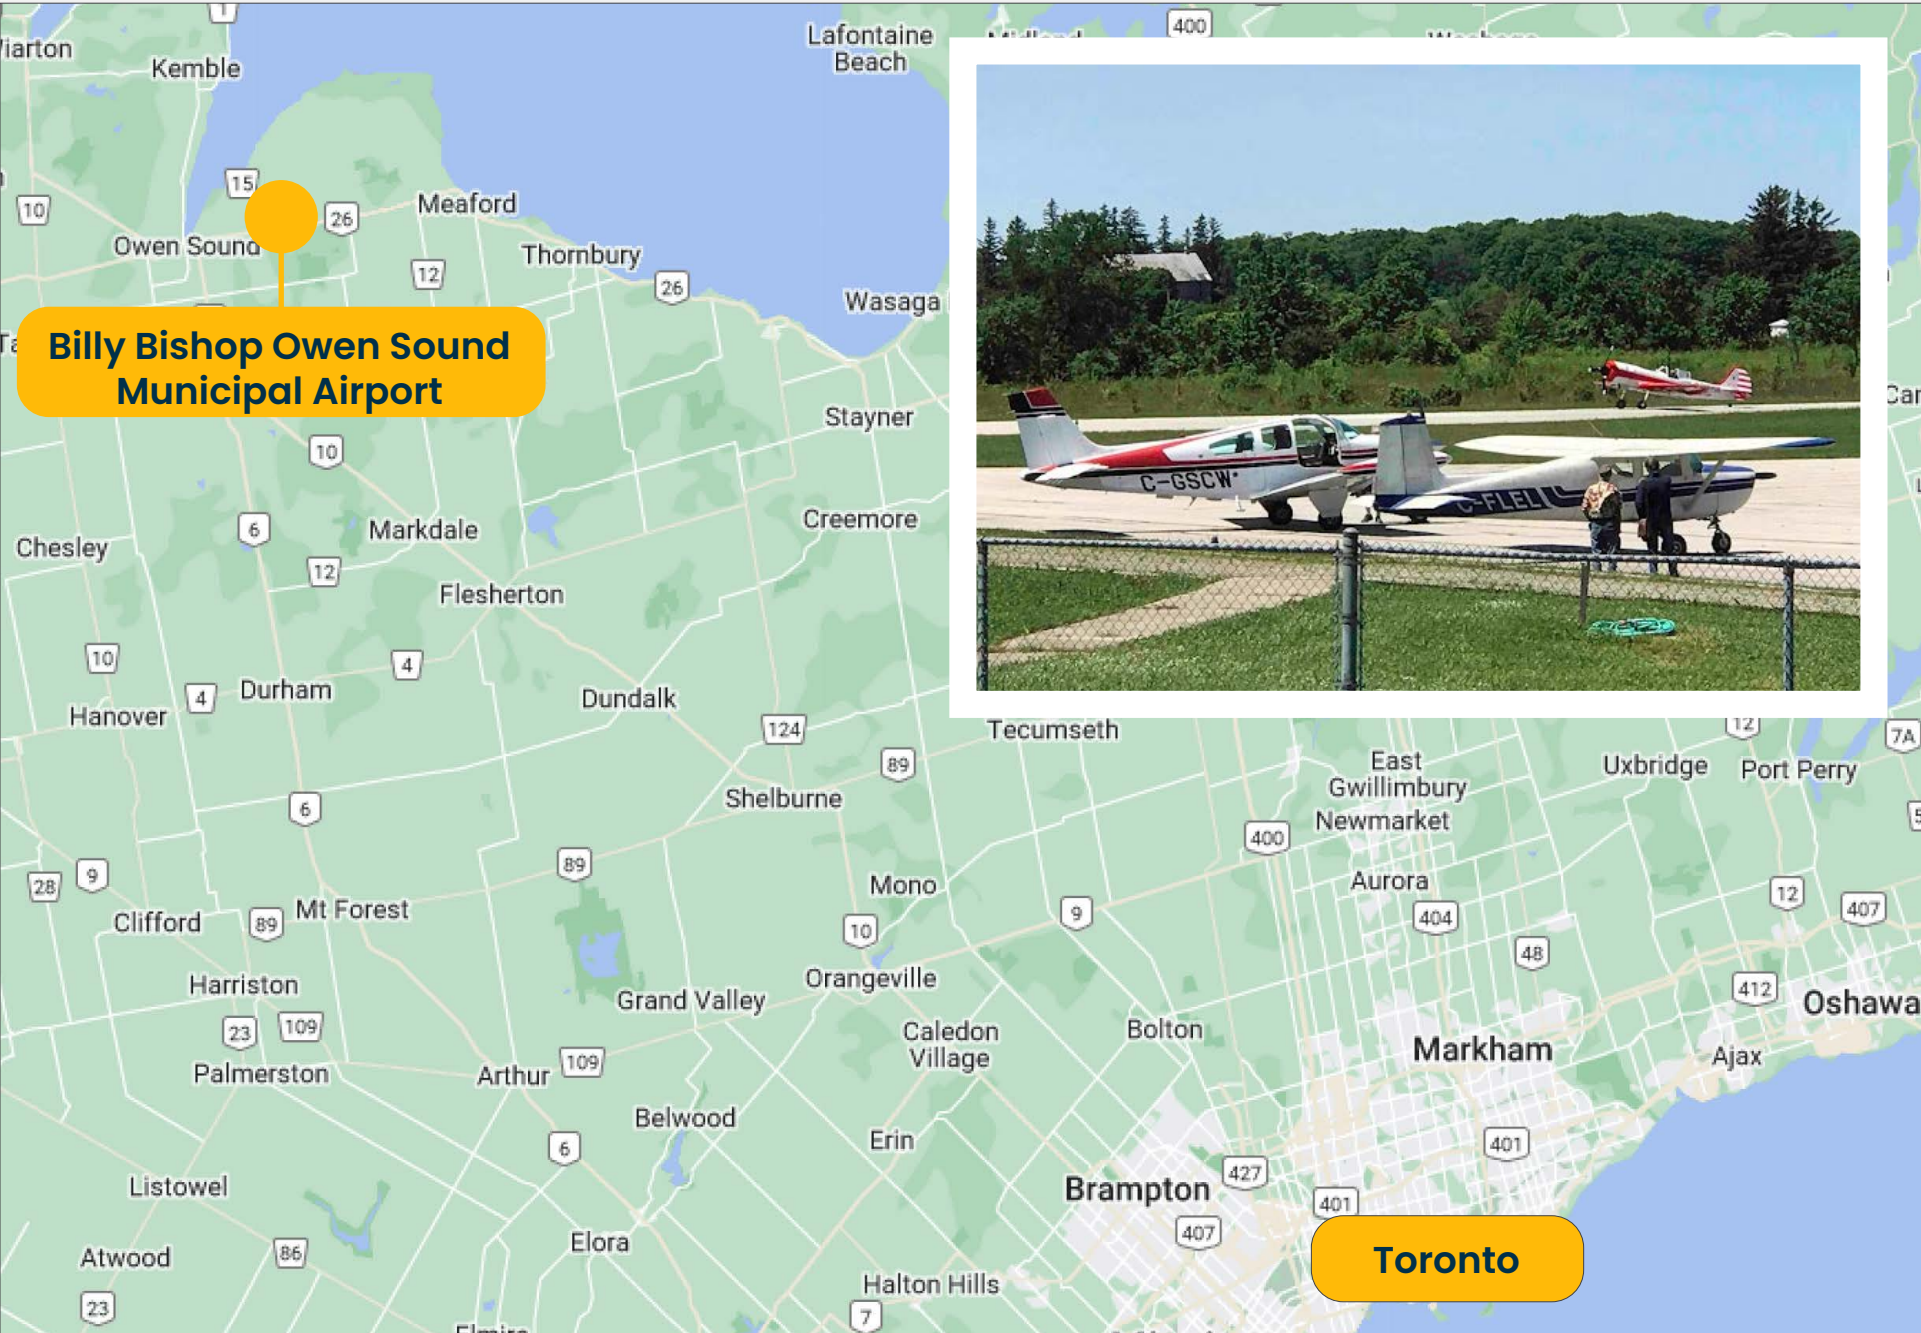 1
400
Wiarton
Lafontaine
Beach
Kemble
15
10
26
Meaford
Owen Sound
Thornbury
12
26
Wasaga
Billy Bishop Owen Sound
Municipal Airport
Stayner
10
C-GSCW
C-FLEL
6
Markdale
Creemore
Chesley
12
Flesherton
10
4
4
Durham
Dundalk
Hanover
124
Tecumseth
12
7A
89
East
Gwillimbury
Uxbridge
Port Perry
Shelburne
6
Newmarket
400
89
9
28
Mono
Aurora
12
407
Clifford
89
Mt Forest
9
404
10
48
Harriston
Orangeville
412
Grand Valley
Oshawa
23
109
Caledon
Village
Bolton
Markham
Ajax
Palmerston
Arthur
109
Belwood
6
Erin
401
427
Listowel
Brampton
401
407
Elora
Toronto
Atwood
86
Halton Hills
23
7